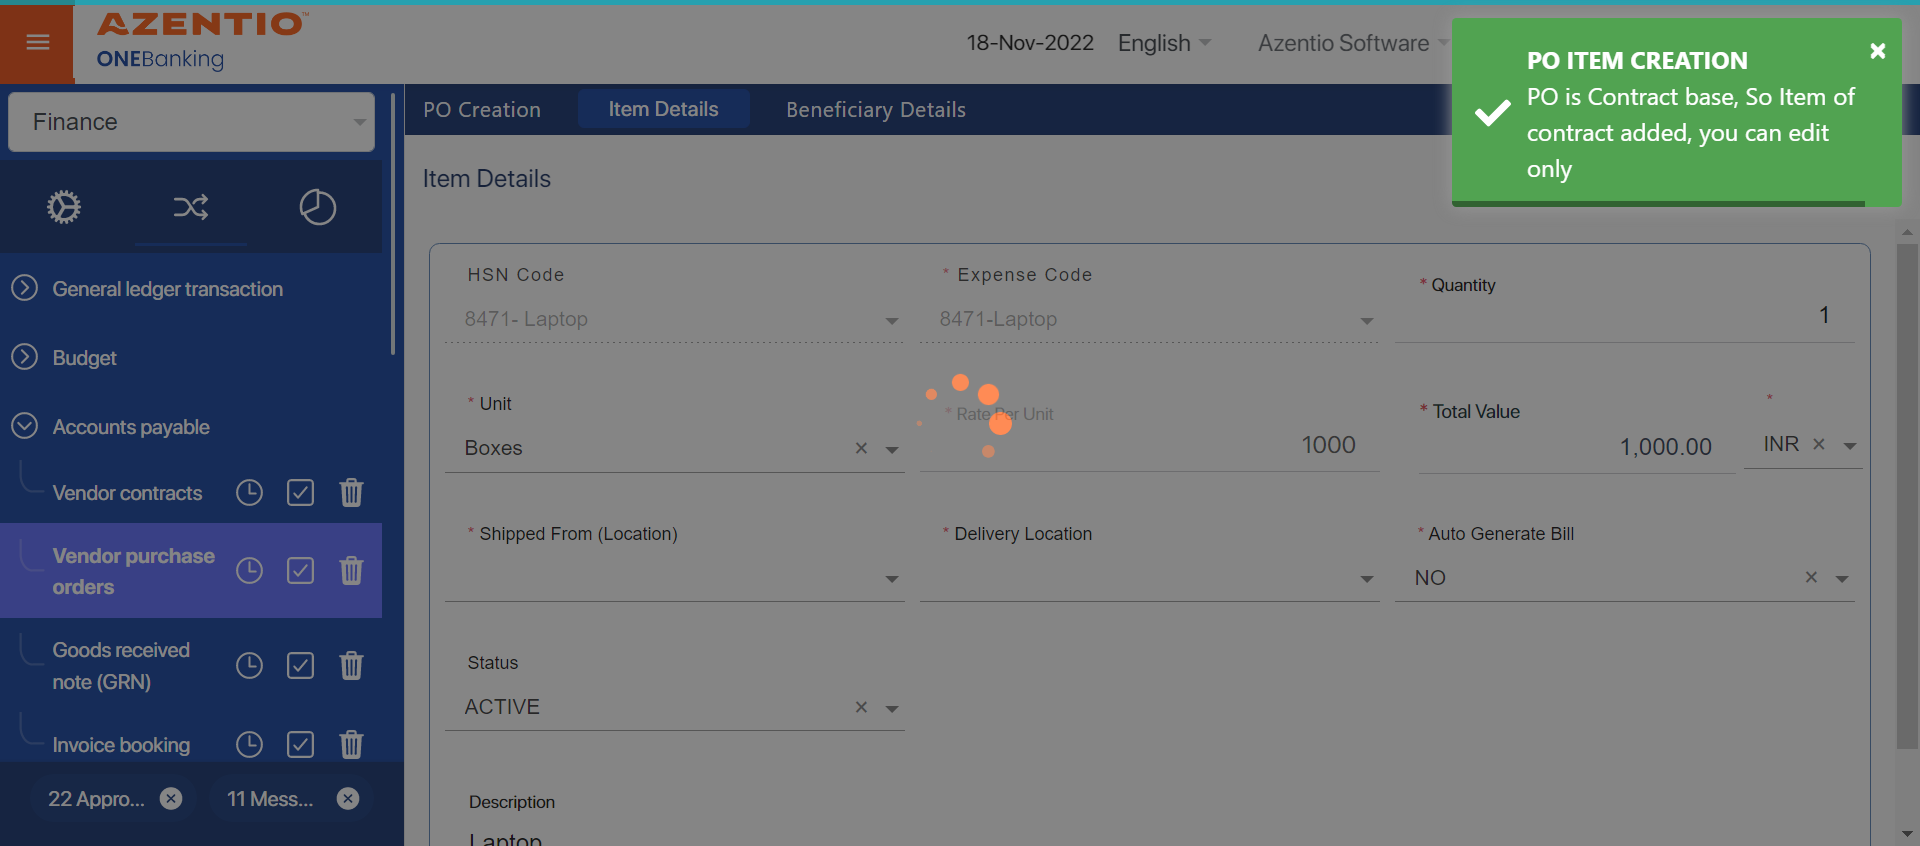 AZENTIO™
ONEBanking
18-Nov-2022 English Azentio Software
PO ITEM CREATION
PO is Contract base, So Item of
contract added, you can edit
only
Finance
PO Creation Item Details Beneficiary Details
Item Details
General ledger transaction
Budget
Accounts payable
Vendor contracts
Vendor purchase
orders
Goods received
note (GRN)
Invoice booking
22 Appro... 11 Mess...
HSN Code * Expense Code * Quantity
8471- Laptop 8471-Laptop 1
* Unit * Rate Per Unit * Total Value *
Boxes 1000 1,000.00 INR
* Shipped From (Location) * Delivery Location * Auto Generate Bill
NO
Status
ACTIVE
Description
Laptop